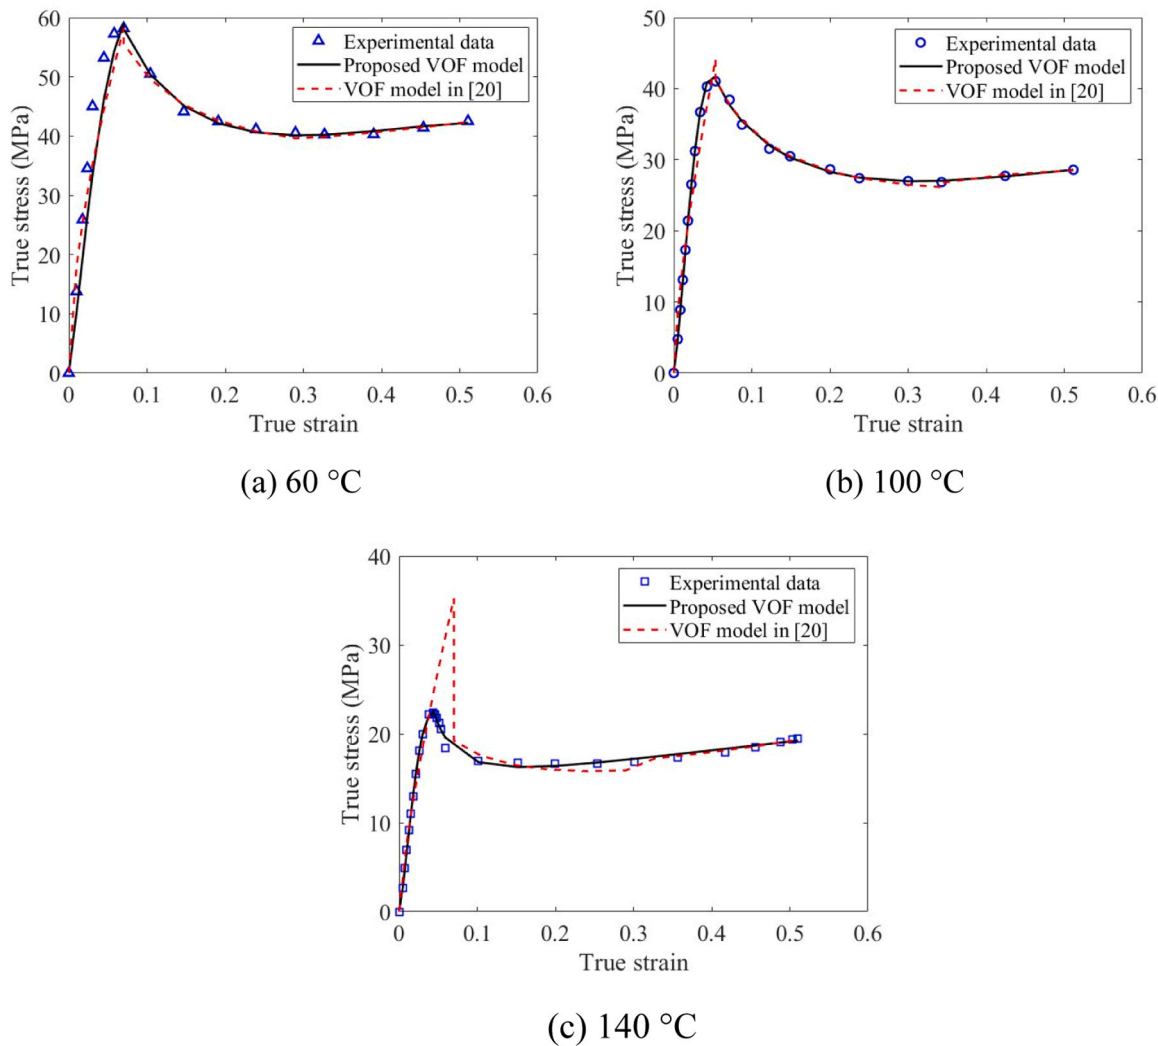 60
50
40
30
20
10
0
True stress (MPa)
Experimental data
Proposed VOF model
VOF model in [20]
0 0.1 0.2 0.3 0.4 0.5 0.6
True strain
(a) 60 °C
50
40
30
20
10
0
True stress (MPa)
Experimental data
Proposed VOF model
VOF model in [20]
0 0.1 0.2 0.3 0.4 0.5 0.6
True strain
(b) 100 °C
40
30
20
10
0
True stress (MPa)
Experimental data
Proposed VOF model
VOF model in [20]
0 0.1 0.2 0.3 0.4 0.5 0.6
True strain
(c) 140 °C